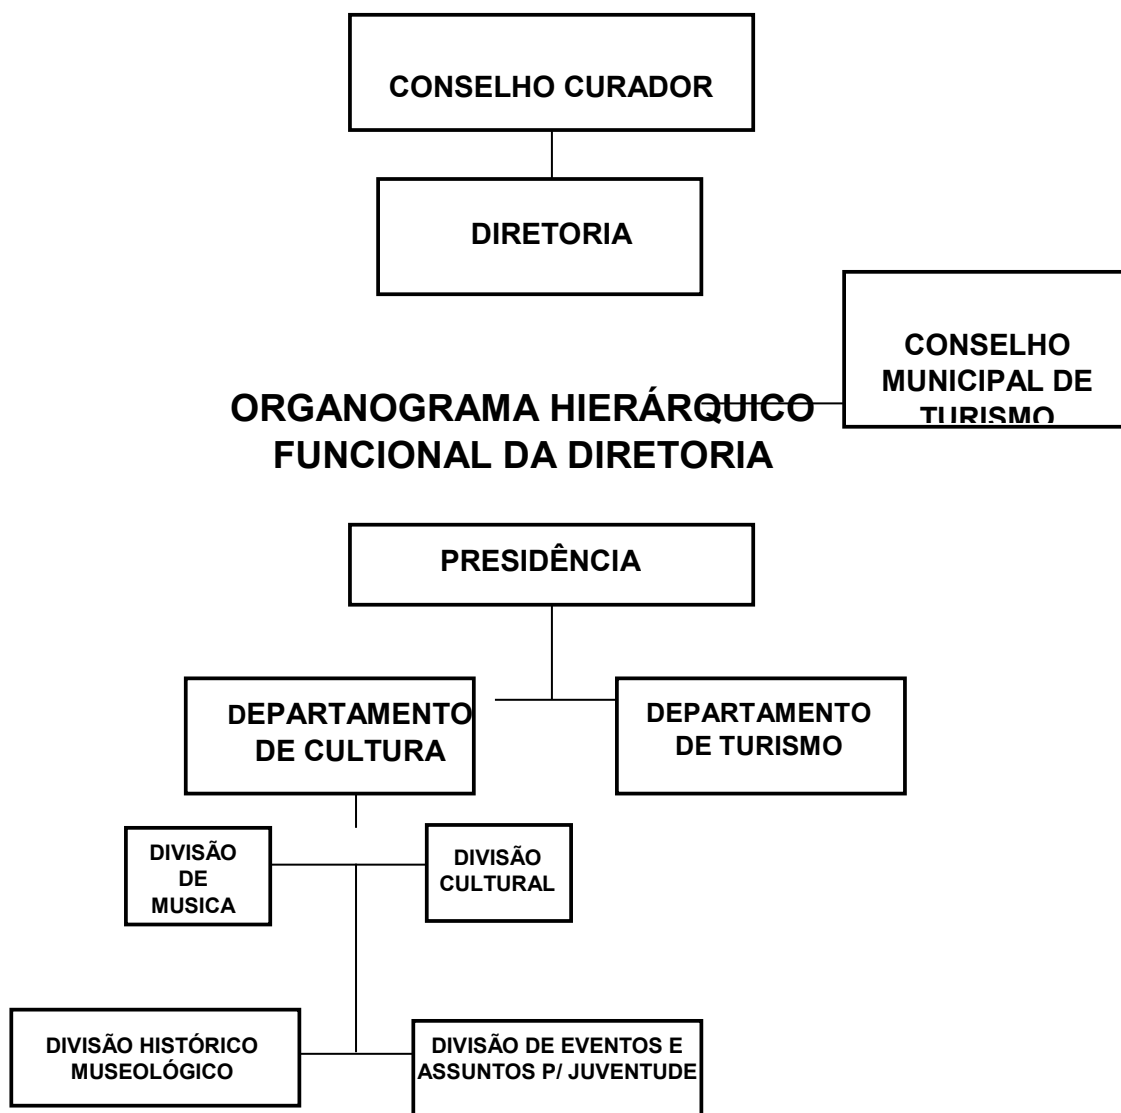 CONSELHO CURADOR
DIRETORIA
CONSELHO
MUNICIPAL DE
TURISMO
ORGANOGRAMA HIERÁRQUICO
FUNCIONAL DA DIRETORIA
PRESIDÊNCIA
DEPARTAMENTO
DE CULTURA
DEPARTAMENTO
DE TURISMO
DIVISÃO
DE
MUSICA
DIVISÃO
CULTURAL
DIVISÃO HISTÓRICO
MUSEOLÓGICO
DIVISÃO DE EVENTOS E
ASSUNTOS P/ JUVENTUDE